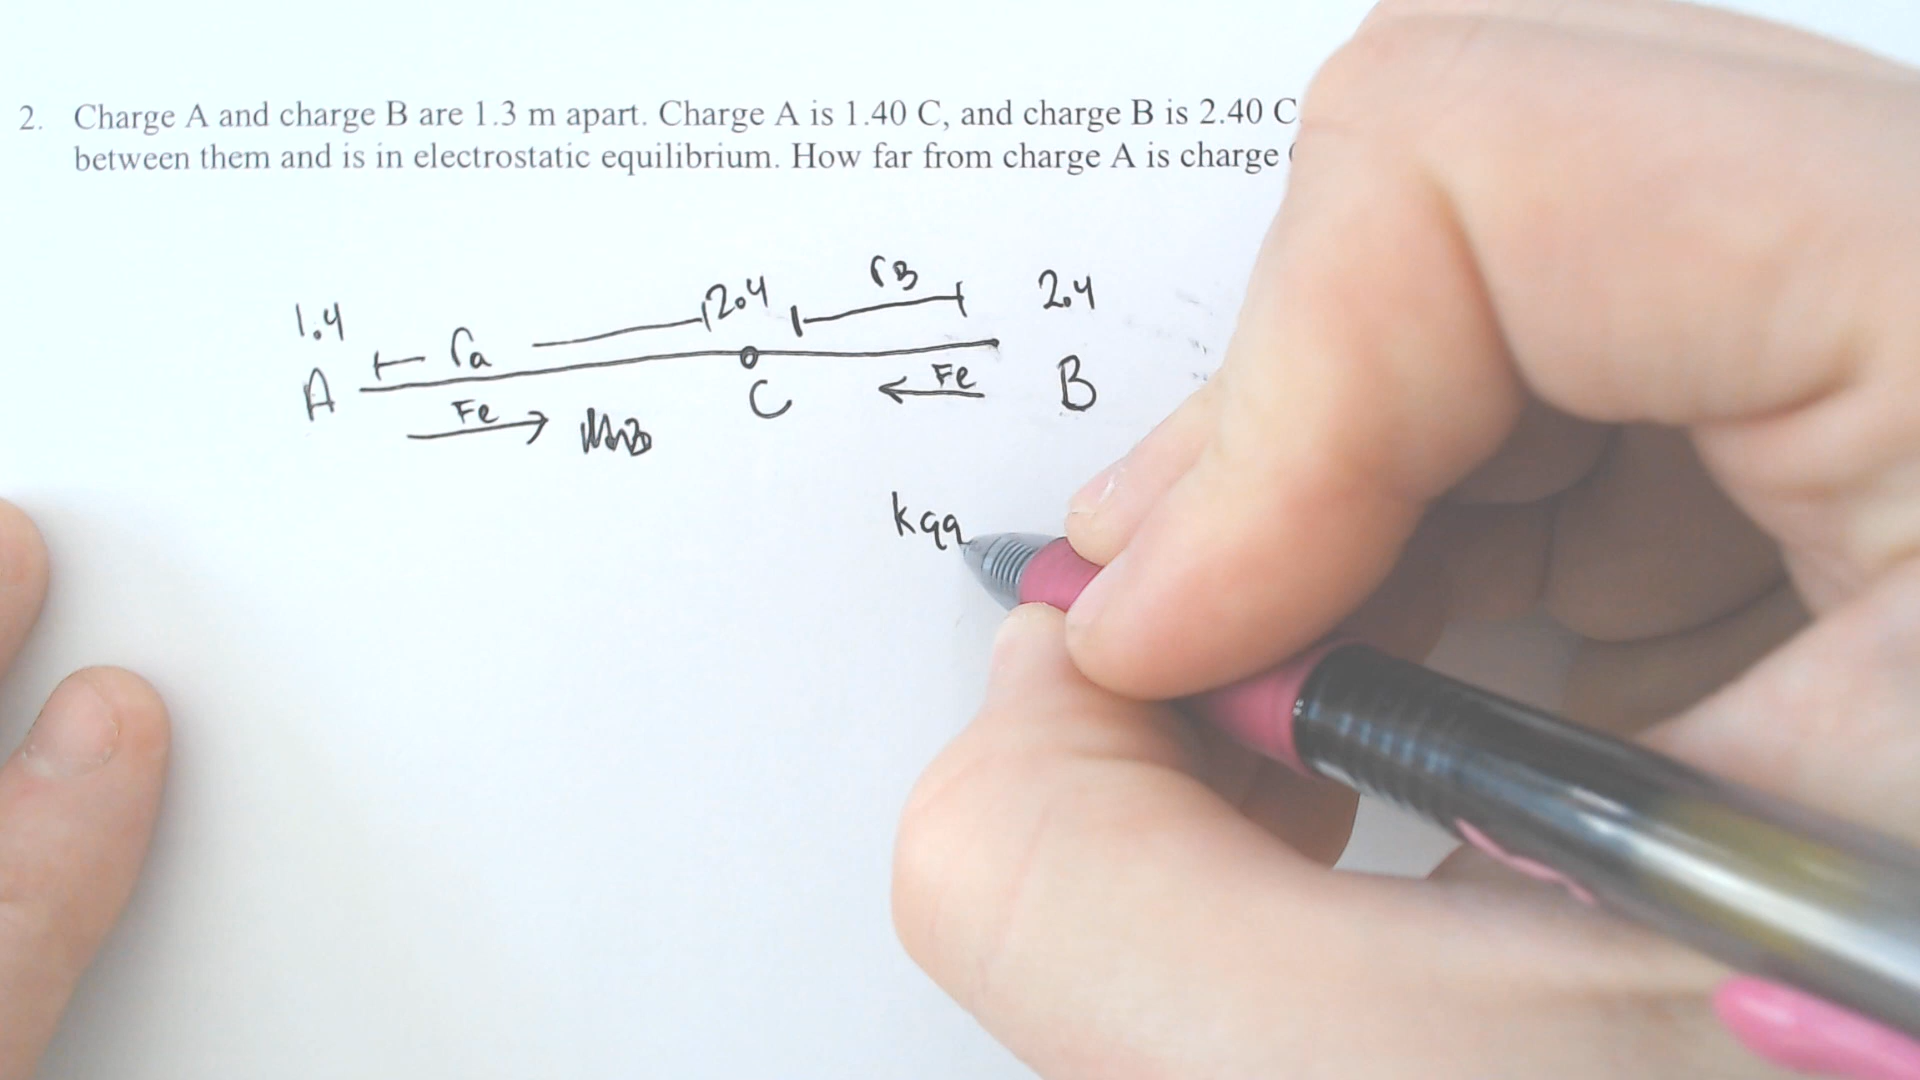 2. Charge A and charge B are 1.3 m apart. Charge A is 1.40 C, and charge B is 2.40 C
between them and is in electrostatic equilibrium. How far from charge A is charge
1.4
ra
2.4
rB
2.4
A
Fe
C
Fe
B
kqq